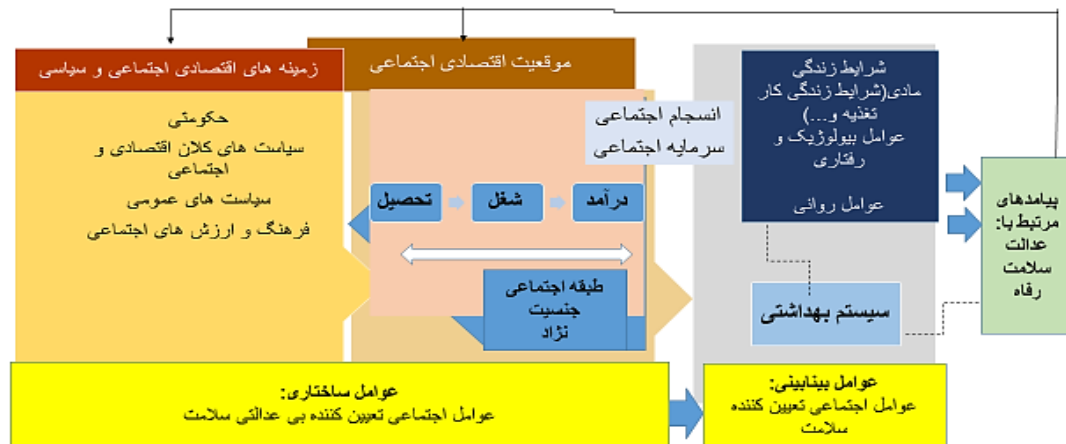 زمینه های اقتصادی اجتماعی و سیاسی
حکومتی
سیاست های کلان اقتصادی و
اجتماعی
سیاست های عمومی
فرهنگ و ارزش های اجتماعی
موقعیت اقتصادی اجتماعی
انسجام اجتماعی
سرمایه اجتماعی
تحصیل
شغل
درآمد
طبقه اجتماعی
جنسیت
نژاد
شرایط زندگی
مادی(شرایط زندگی کار
تغذیه و...)
عوامل بیولوژیک و
رفتاری
عوامل روانی
سیستم بهداشتی
پیامدهای
مرتبط با:
عدالت
سلامت
رفاه
عوامل ساختاری:
عوامل اجتماعی تعیین کننده بی عدالتی سلامت
عوامل بینابینی:
عوامل اجتماعی تعیین کننده
سلامت